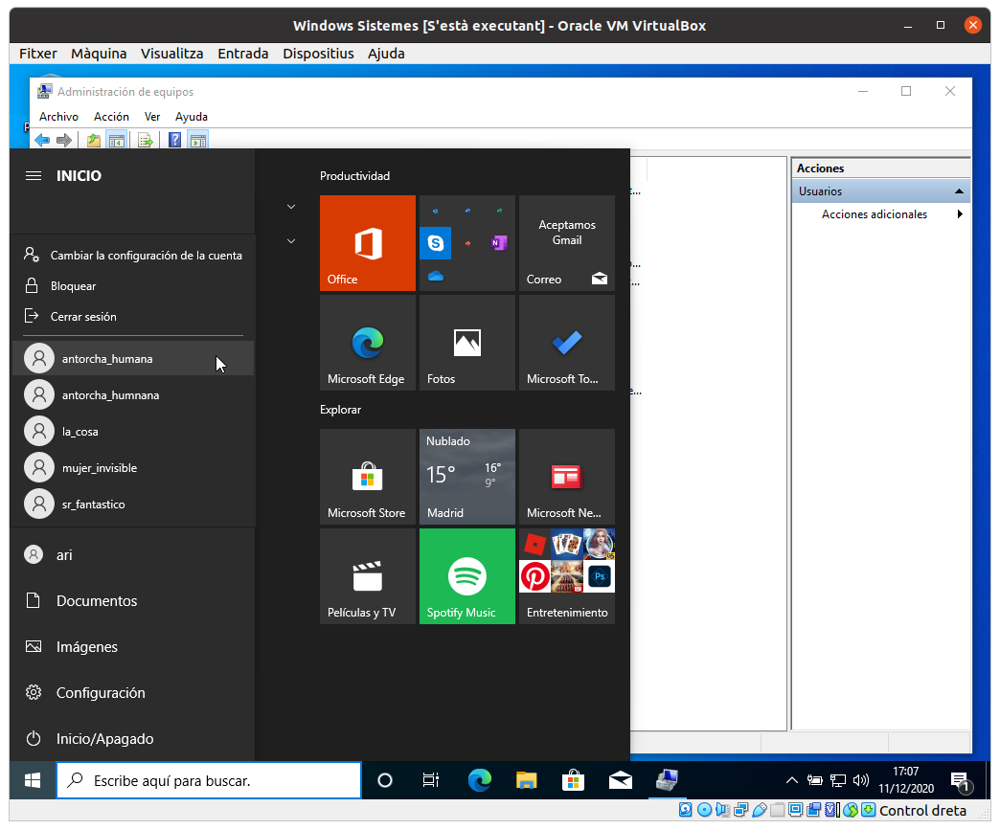 Windows Sistemes [S'està executant] - Oracle VM VirtualBox
Fitxer Màquina Visualitza Entrada Dispositius Ajuda
Administración de equipos
Archivo Acción Ver Ayuda
Acciones
Usuarios
Acciones adicionales
INICIO
Cambiar la configuración de la cuenta
Bloquear
Cerrar sesión
antorcha_humana
antorcha_humnana
la_cosa
mujer_invisible
sr_fantastico
ari
Documentos
Imágenes
Configuración
Inicio/Apagado
Productividad
Office
Aceptamos
Gmail
Correo
Microsoft Edge
Fotos
Microsoft To...
Explorar
Microsoft Store
Nublado
15° 16°
9°
Madrid
Microsoft Ne...
Películas y TV
Spotify Music
Ps
Entretenimiento
Escribe aquí para buscar.
17:07
11/12/2020
1
Control dreta